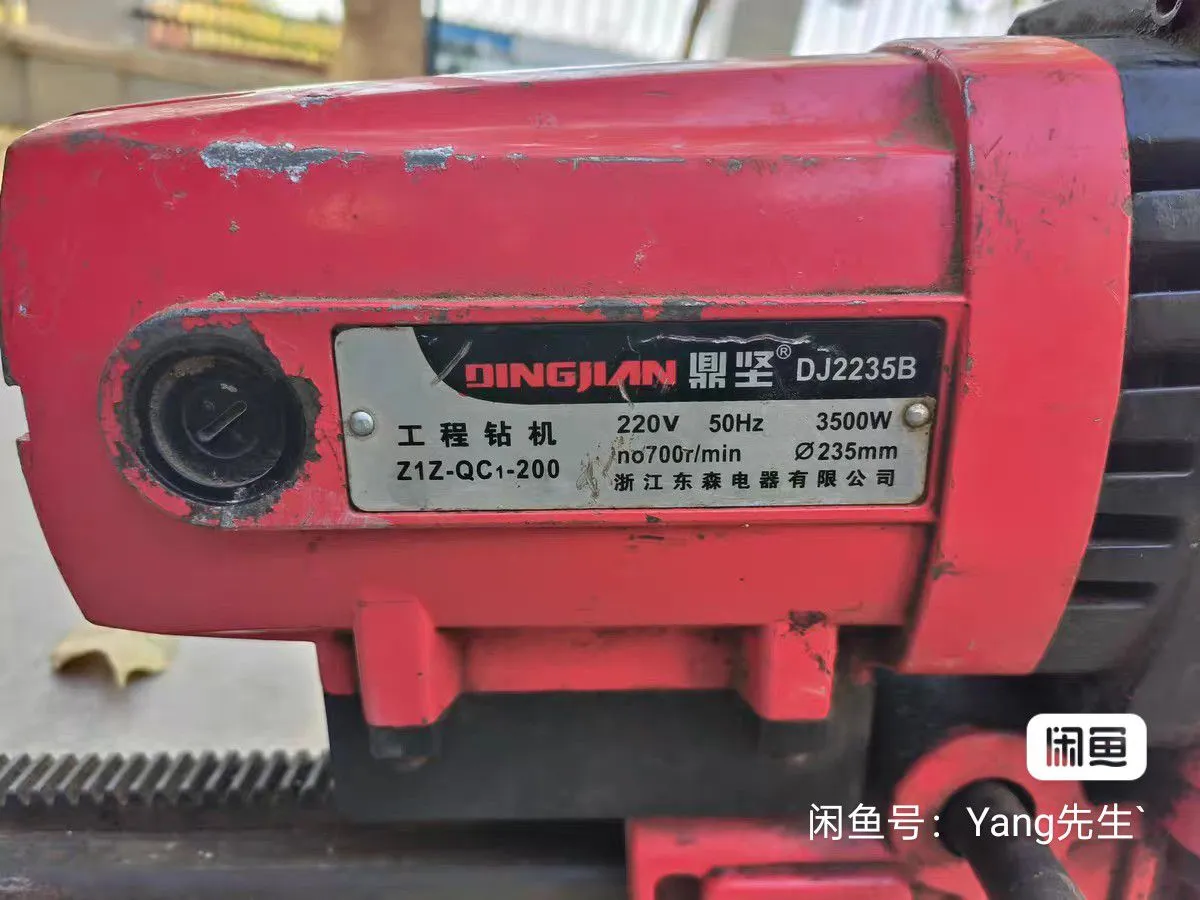 DINGJIAN 鼎坚® DJ2235B
工程钻机
Z1Z-QC1-200
220V 50Hz 3500W
no700r/min Ø235mm
浙江东森电器有限公司
闲鱼
闲鱼号：Yang先生`